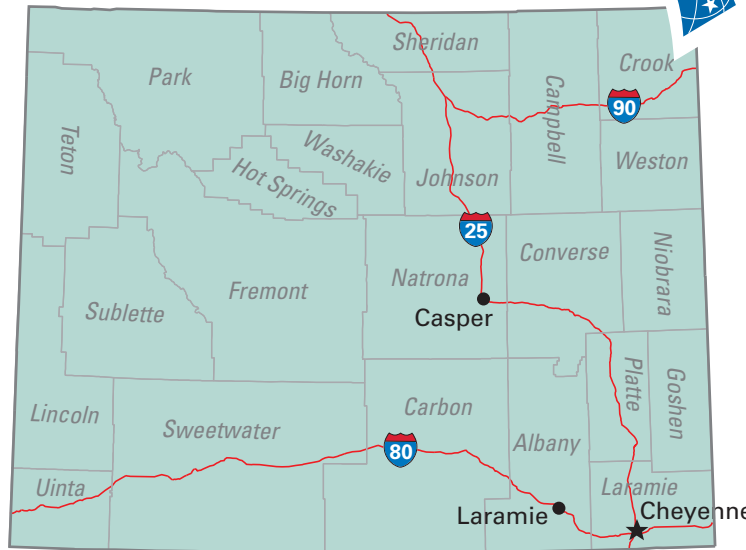 Sheridan
Crook
Park
Big Horn
Campbell
90
Teton
Washakie
Weston
Hot Springs
Johnson
25
Converse
Niobrara
Natrona
Fremont
Sublette
Casper
Platte
Goshen
Lincoln
Carbon
Sweetwater
Albany
80
Uinta
Laramie
Laramie
Cheyenne